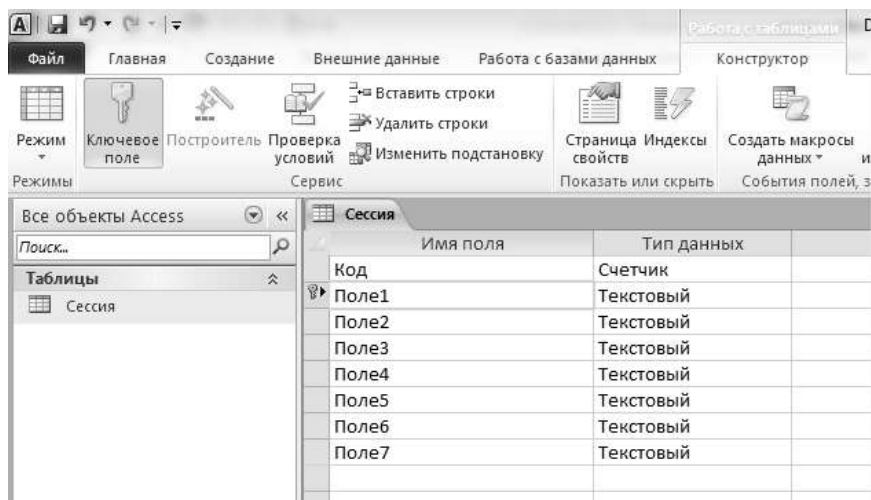 Работа с таблицами
Файл Главная Создание Внешние данные Работа с базами данных Конструктор
Режим
Ключевое поле
Построитель
Проверка условий
Вставить строки
Удалить строки
Изменить подстановку
Страница свойств
Индексы
Создать макросы данных
Режимы Сервис Показать или скрыть События полей, з
Все объекты Access
Поиск...
Таблицы
Сессия
Сессия
Имя поля Тип данных
Код Счетчик
Поле1 Текстовый
Поле2 Текстовый
Поле3 Текстовый
Поле4 Текстовый
Поле5 Текстовый
Поле6 Текстовый
Поле7 Текстовый